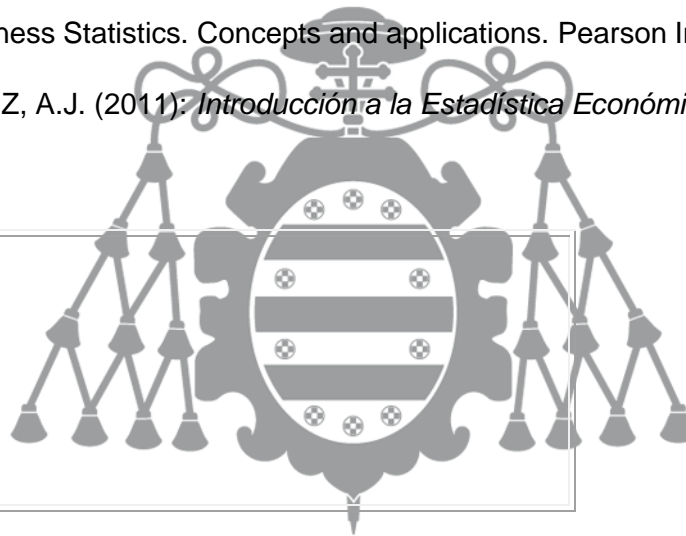 ness Statistics. Concepts and applications. Pearson In
Z, A.J. (2011): Introducción a la Estadística Económi